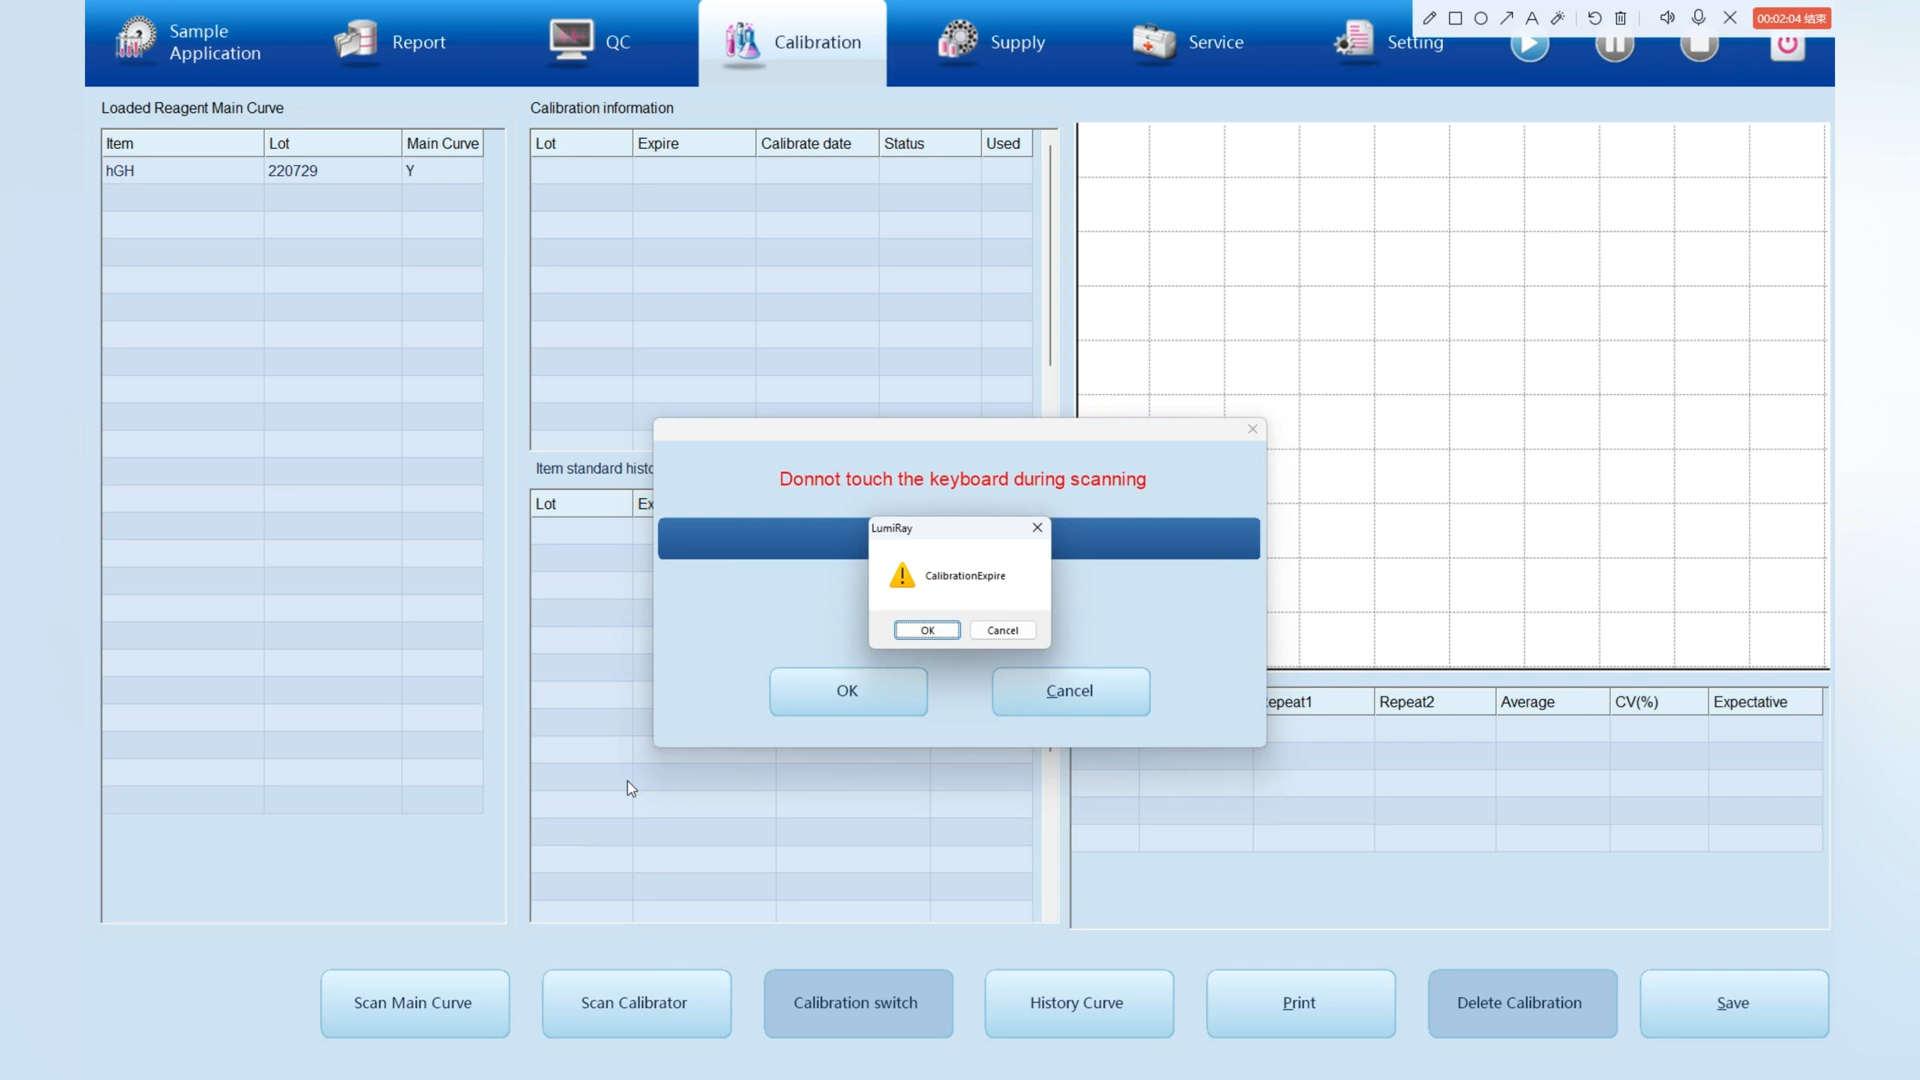 Sample
Application
Report
QC
Calibration
Supply
Service
Setting
A
00:02:04 结束
Loaded Reagent Main Curve
Item Lot Main Curve
hGH 220729 Y
Calibration information
Lot Expire Calibrate date Status Used
Item standard histo
Lot Ex
Donnot touch the keyboard during scanning
LumiRay
CalibrationExpire
OK Cancel
OK Cancel
epeat1 Repeat2 Average CV(%) Expectative
Scan Main Curve
Scan Calibrator
Calibration switch
History Curve
Print
Delete Calibration
Save